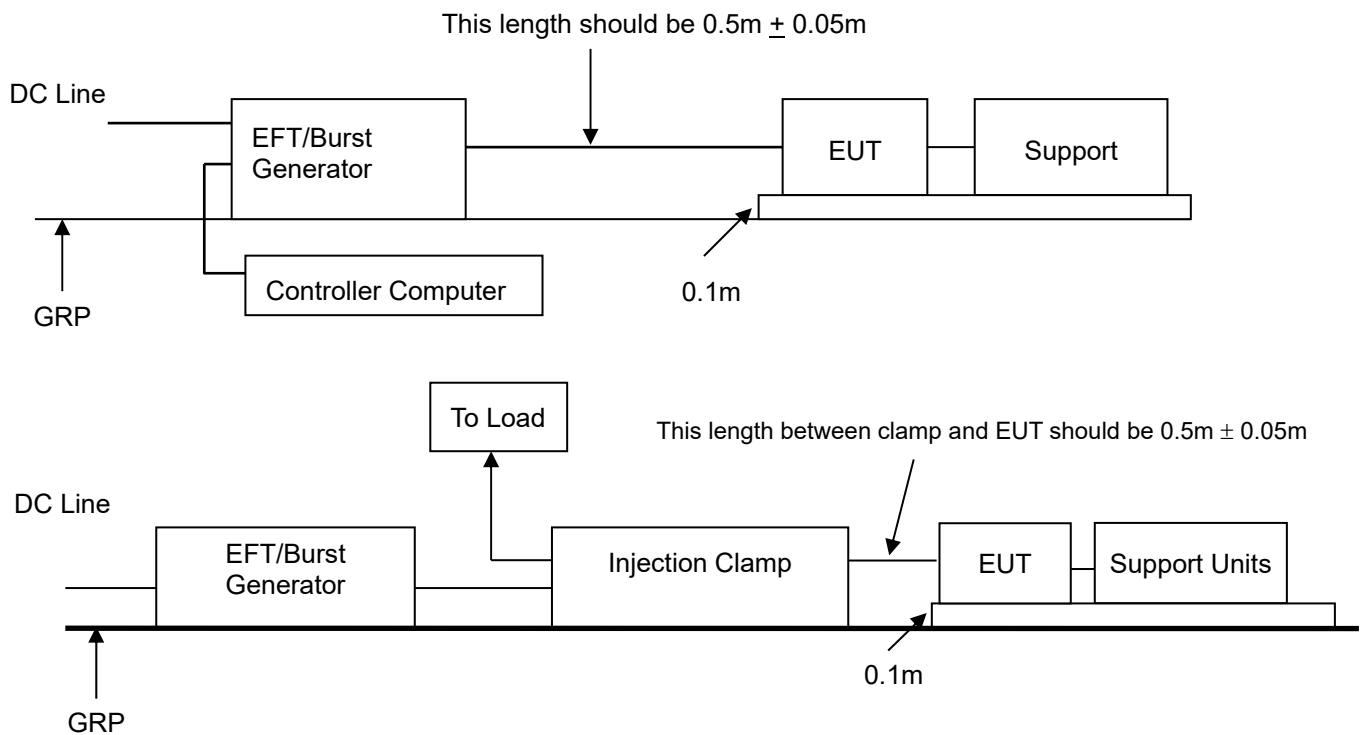 This length should be 0.5m ± 0.05m
DC Line
EFT/Burst
Generator
EUT
Support
Controller Computer
0.1m
GRP
To Load
This length between clamp and EUT should be 0.5m ± 0.05m
DC Line
EFT/Burst
Generator
Injection Clamp
EUT
Support Units
0.1m
GRP